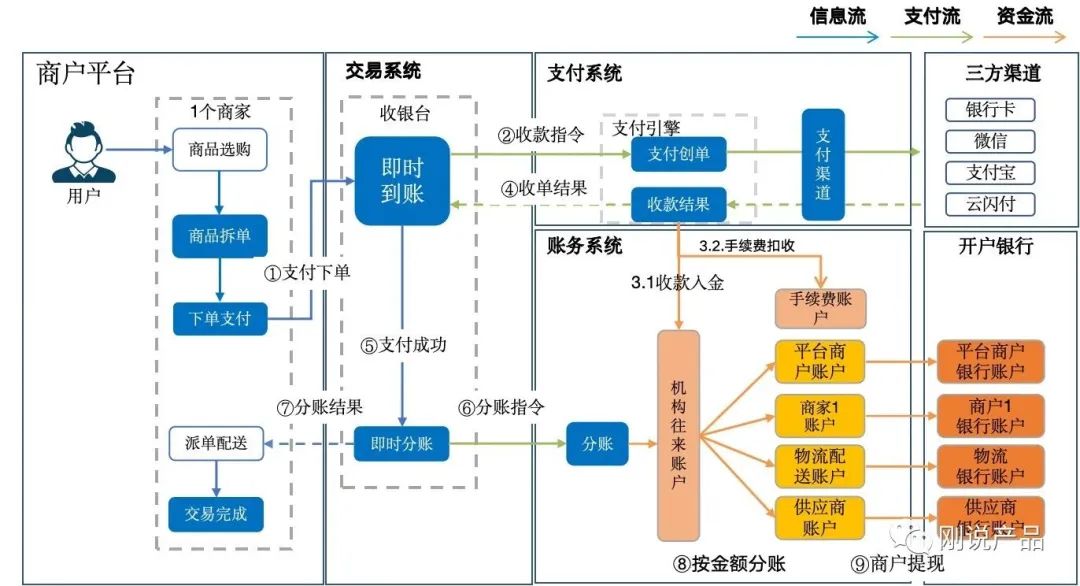 信息流
支付流
资金流
商户平台
交易系统
支付系统
三方渠道
1个商家
收银台
商品选购
用户
商品拆单
①支付下单
下单支付
即时
到账
②收款指令
④收单结果
支付引擎
支付创单
收款结果
支付渠道
银行卡
微信
支付宝
云闪付
账务系统
开户银行
3.2.手续费扣收
3.1收款入金
手续费账
户
⑤支付成功
⑦分账结果
⑥分账指令
派单配送
即时分账
分账
交易完成
机构往来账户
平台商
户账户
商家1
账户
物流配
送账户
供应商
账户
平台商户
银行账户
商户1
银行账户
物流
银行账户
供应商
银行账户
⑧按金额分账
⑨商户提现
刚说产品